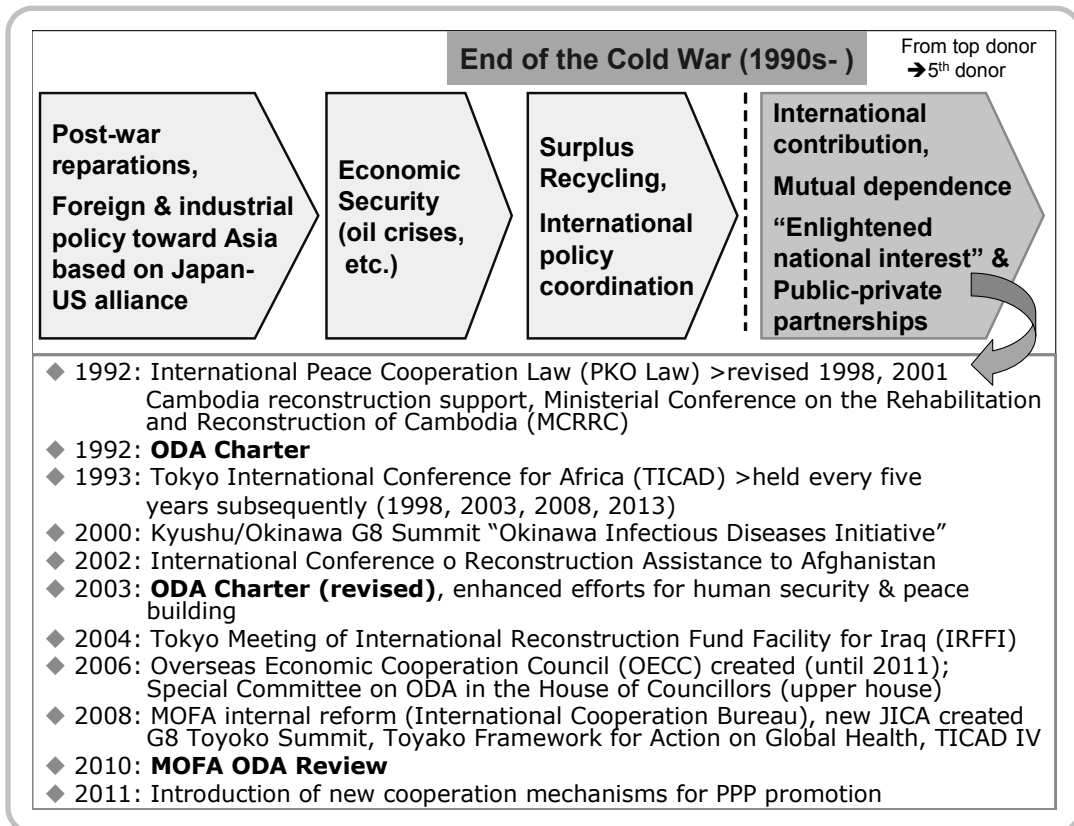 End of the Cold War (1990s- )
From top donor
➔5th donor
Post-war
reparations,
Foreign & industrial
policy toward Asia
based on Japan-
US alliance
Economic
Security
(oil crises,
etc.)
Surplus
Recycling,
International
policy
coordination
International
contribution,
Mutual dependence
“Enlightened
national interest” &
Public-private
partnerships
◆ 1992: International Peace Cooperation Law (PKO Law) >revised 1998, 2001
Cambodia reconstruction support, Ministerial Conference on the Rehabilitation
and Reconstruction of Cambodia (MCRRC)
◆ 1992: ODA Charter
◆ 1993: Tokyo International Conference for Africa (TICAD) >held every five
years subsequently (1998, 2003, 2008, 2013)
◆ 2000: Kyushu/Okinawa G8 Summit “Okinawa Infectious Diseases Initiative”
◆ 2002: International Conference o Reconstruction Assistance to Afghanistan
◆ 2003: ODA Charter (revised), enhanced efforts for human security & peace
building
◆ 2004: Tokyo Meeting of International Reconstruction Fund Facility for Iraq (IRFFI)
◆ 2006: Overseas Economic Cooperation Council (OECC) created (until 2011);
Special Committee on ODA in the House of Councillors (upper house)
◆ 2008: MOFA internal reform (International Cooperation Bureau), new JICA created
G8 Toyoko Summit, Toyako Framework for Action on Global Health, TICAD IV
◆ 2010: MOFA ODA Review
◆ 2011: Introduction of new cooperation mechanisms for PPP promotion